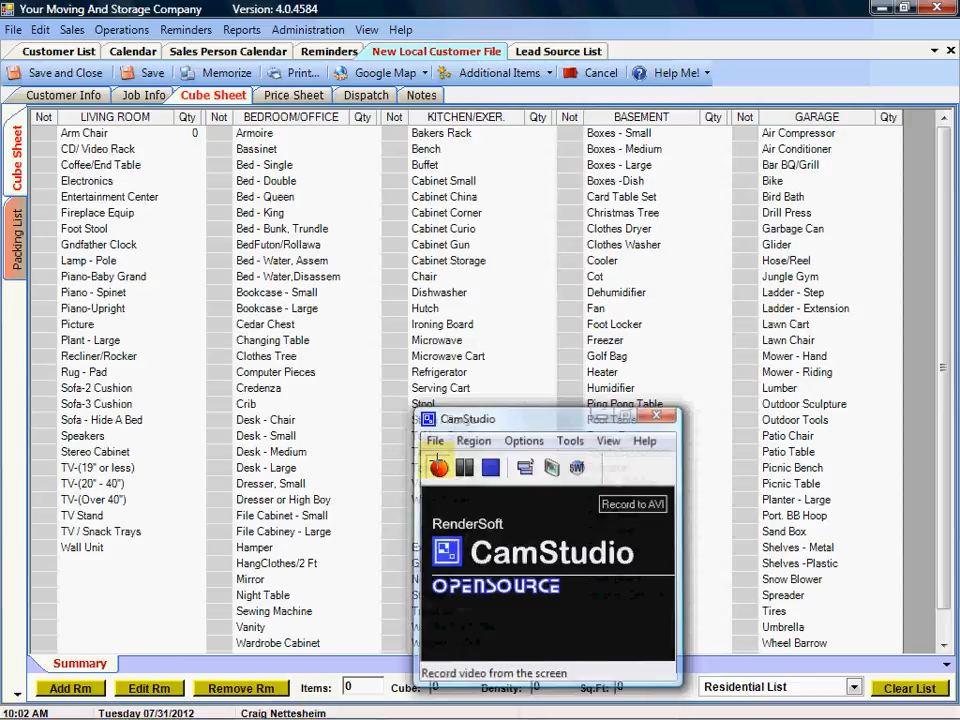 Your Moving And Storage Company Version: 4.0.4584
File Edit Sales Operations Reminders Reports Administration View Help
Customer List Calendar Sales Person Calendar Reminders New Local Customer File Lead Source List
Save and Close Save Memorize Print... Google Map Additional Items Cancel Help Me!
Customer Info Job Info Cube Sheet Price Sheet Dispatch Notes
Cube Sheet
Packing List
Not LIVING ROOM Qty Not BEDROOM/OFFICE Qty Not KITCHEN/EXER. Qty Not BASEMENT Qty Not GARAGE Qty
Arm Chair 0 Armoire Bakers Rack Boxes - Small Air Compressor
CD/ Video Rack Bassinet Bench Boxes - Medium Air Conditioner
Coffee/End Table Bed - Single Buffet Boxes - Large Bar BQ/Grill
Electronics Bed - Double Cabinet Small Boxes -Dish Bike
Entertainment Center Bed - Queen Cabinet China Card Table Set Bird Bath
Fireplace Equip Bed - King Cabinet Corner Christmas Tree Drill Press
Foot Stool Bed - Bunk, Trundle Cabinet Curio Clothes Dryer Garbage Can
Gndfather Clock BedFuton/Rollawa Cabinet Gun Clothes Washer Glider
Lamp - Pole Bed - Water, Assem Cabinet Storage Cooler Hose/Reel
Piano-Baby Grand Bed - Water,Disassem Chair Cot Jungle Gym
Piano - Spinet Bookcase - Small Dishwasher Dehumidifier Ladder - Step
Piano-Upright Bookcase - Large Hutch Fan Ladder - Extension
Picture Cedar Chest Ironing Board Foot Locker Lawn Cart
Plant - Large Changing Table Microwave Freezer Lawn Chair
Recliner/Rocker Clothes Tree Microwave Cart Golf Bag Mower - Hand
Rug - Pad Computer Pieces Refrigerator Heater Mower - Riding
Sofa-2 Cushion Credenza Serving Cart Humidifier Lumber
Sofa-3 Cushion Crib Stool Ping Pong Table Outdoor Sculpture
Sofa - Hide A Bed Desk - Chair Outdoor Tools
Speakers Desk - Small Patio Chair
Stereo Cabinet Desk - Medium Patio Table
TV-(19" or less) Desk - Large Picnic Bench
TV-(20" - 40") Dresser, Small Picnic Table
TV-(Over 40") Dresser or High Boy Planter - Large
TV Stand File Cabinet - Small Port. BB Hoop
TV / Snack Trays File Cabiney - Large Sand Box
Wall Unit Hamper Shelves - Metal
HangClothes/2 Ft Shelves -Plastic
Mirror Snow Blower
Night Table Spreader
Sewing Machine Tires
Vanity Umbrella
Wardrobe Cabinet Wheel Barrow
CamStudio
File Region Options Tools View Help
Record to AVI
RenderSoft
CamStudio
OPENSOURCE
Record video from the screen
Summary
Add Rm Edit Rm Remove Rm Items: 0 Cube: 0 Density: 0 Sq.Ft: 0 Residential List Clear List
10:02 AM Tuesday 07/31/2012 Craig Nettesheim